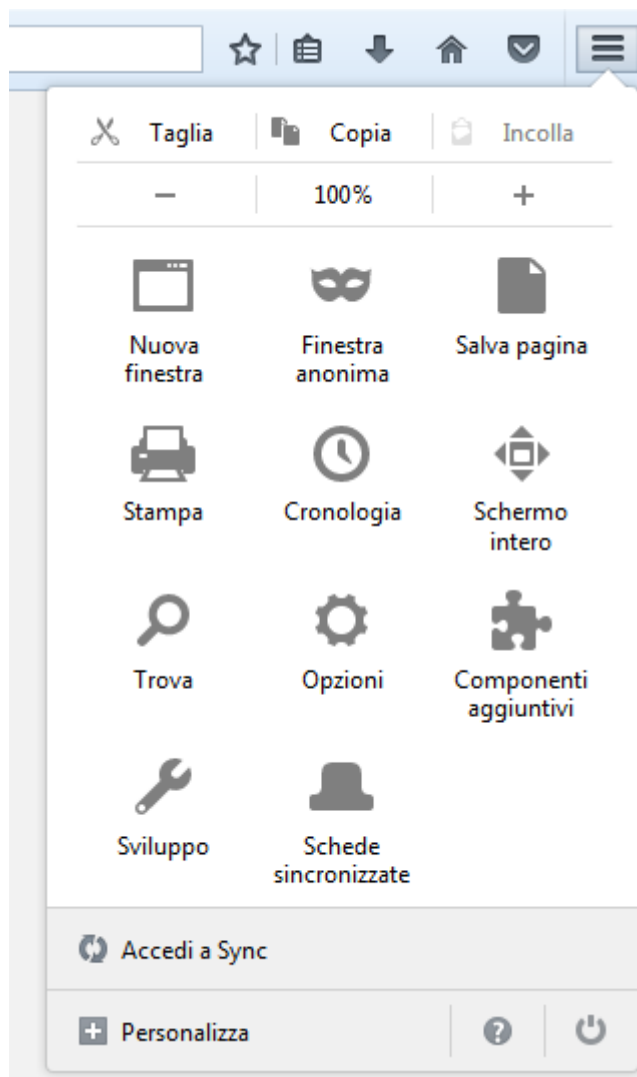 Taglia Copia Incolla
100%
Nuova finestra
Finestra anonima
Salva pagina
Stampa
Cronologia
Schermo intero
Trova
Opzioni
Componenti aggiuntivi
Sviluppo
Schede sincronizzate
Accedi a Sync
Personalizza